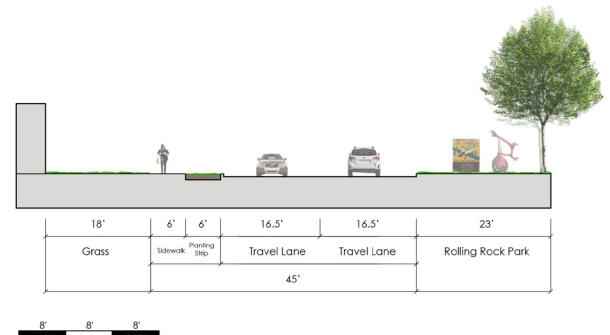 18' 6' 6' 16.5' 16.5' 23'
Grass Sidewalk Planting Strip Travel Lane Travel Lane Rolling Rock Park
45'
8' 8' 8'